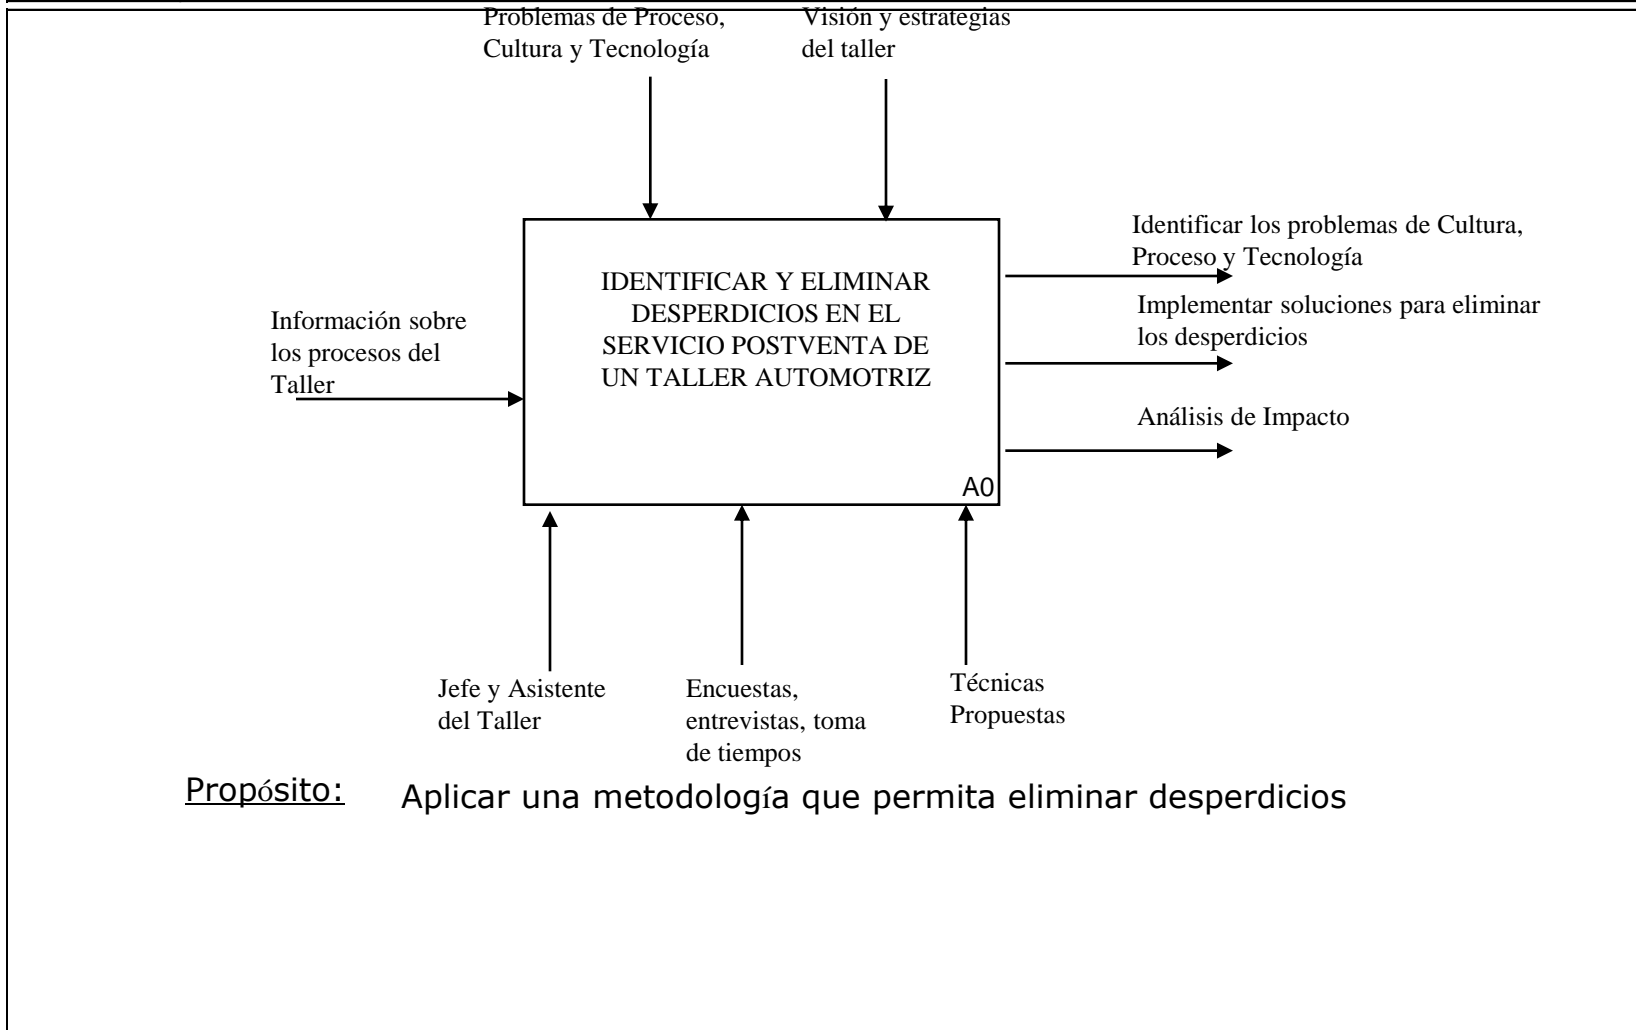 Problemas de Proceso,
Cultura y Tecnología
Visión y estrategias
del taller
Identificar los problemas de Cultura,
Proceso y Tecnología
IDENTIFICAR Y ELIMINAR
DESPERDICIOS EN EL
SERVICIO POSTVENTA DE
UN TALLER AUTOMOTRIZ
Información sobre
los procesos del
Taller
Implementar soluciones para eliminar
los desperdicios
Análisis de Impacto
A0
Jefe y Asistente
del Taller
Encuestas,
entrevistas, toma
de tiempos
Técnicas
Propuestas
Propósito: Aplicar una metodología que permita eliminar desperdicios